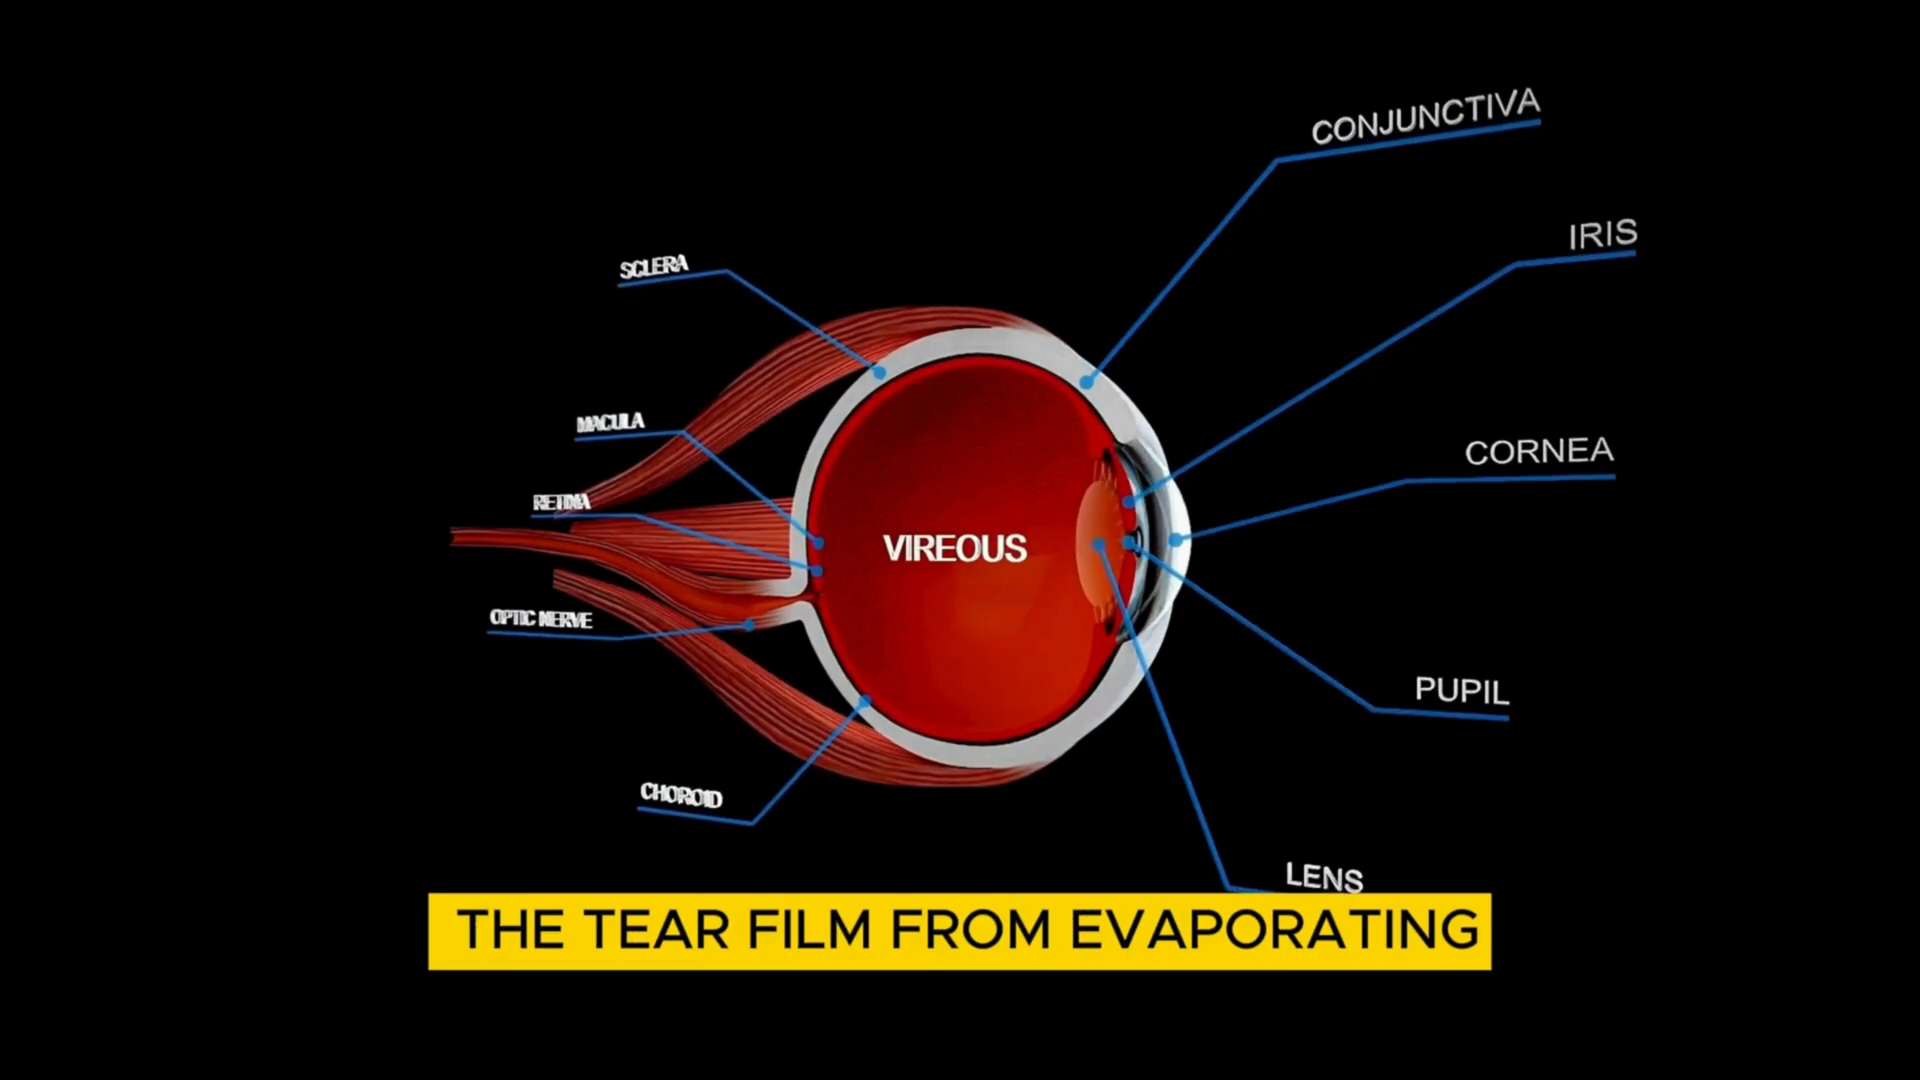 CONJUNCTIVA
IRIS
SCLERA
MACULA
CORNEA
RETINA
VIREOUS
OPTIC NERVE
PUPIL
CHOROID
LENS
THE TEAR FILM FROM EVAPORATING